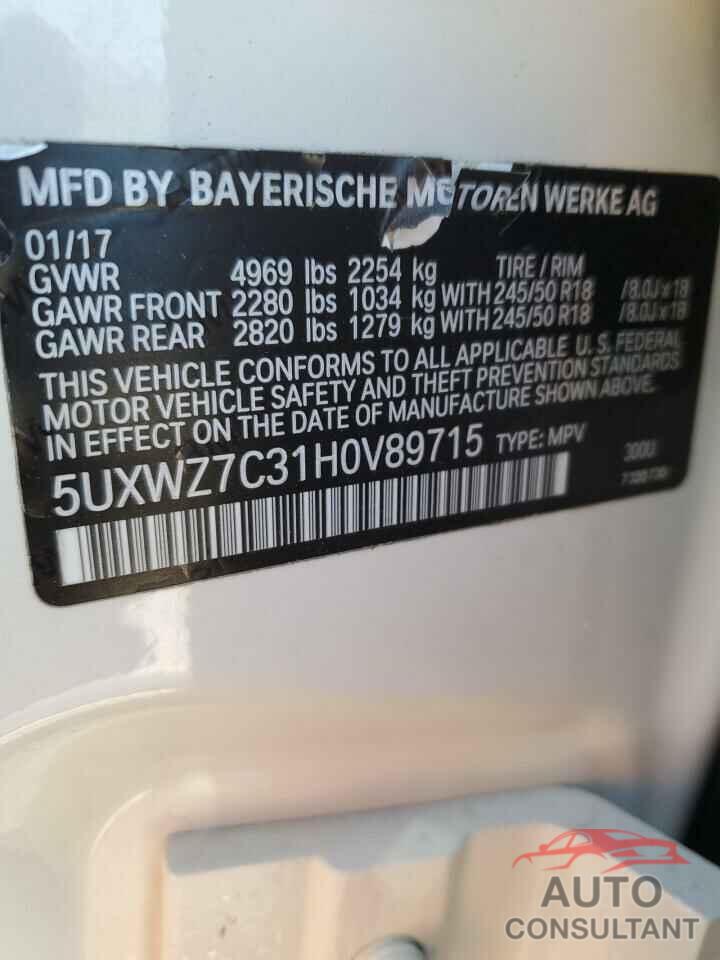 MFD BY BAYERISCHE MOTOREN WERKE AG
01/17
GVWR 4969 lbs 2254 kg TIRE / RIM
GAWR FRONT 2280 lbs 1034 kg WITH 245/50 R18 /8.0J x 18
GAWR REAR 2820 lbs 1279 kg WITH 245/50 R18 /8.0J x 18
THIS VEHICLE CONFORMS TO ALL APPLICABLE U. S. FEDERAL
MOTOR VEHICLE SAFETY AND THEFT PREVENTION STANDARDS
IN EFFECT ON THE DATE OF MANUFACTURE SHOWN ABOVE.
5UXWZ7C31H0V89715 TYPE: MPV 300U
AUTO
CONSULTANT